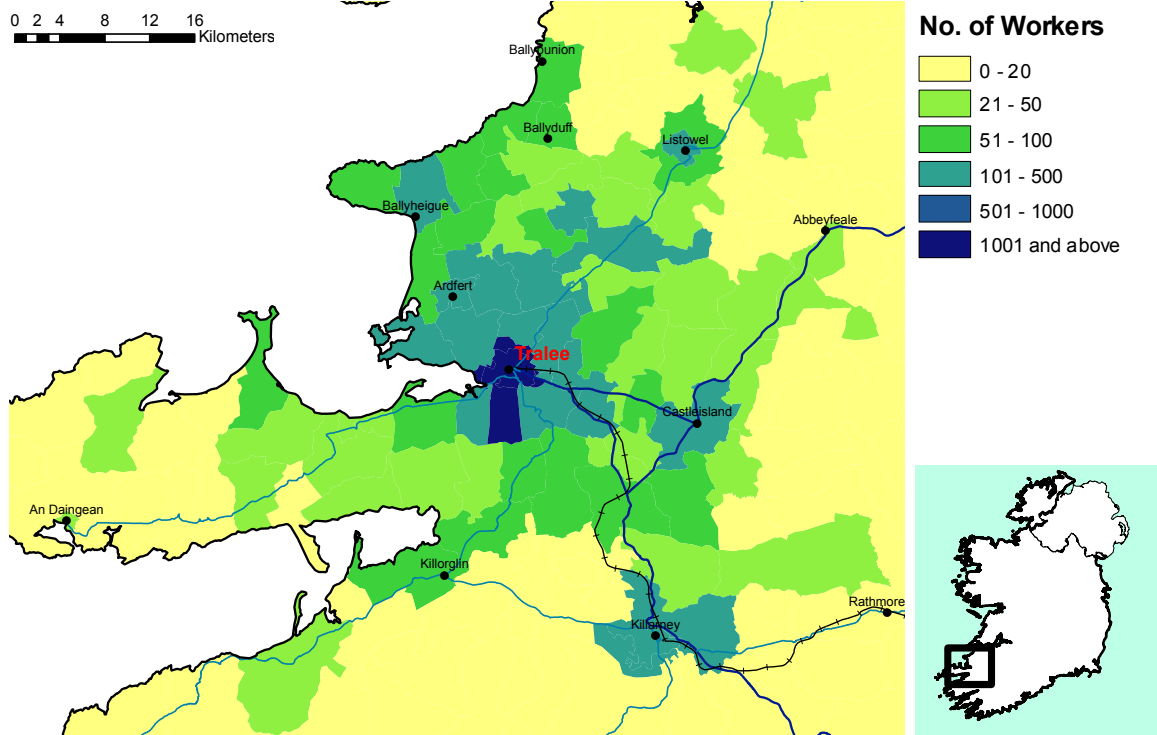 0 2 4 8 12 16
Kilometers
No. of Workers
0 - 20
21 - 50
51 - 100
101 - 500
501 - 1000
1001 and above
Ballybunion
Ballyduff
Listowel
Ballyheigue
Abbeyfeale
Ardfert
Tralee
Castleisland
An Daingean
Killorglin
Rathmore
Killarney